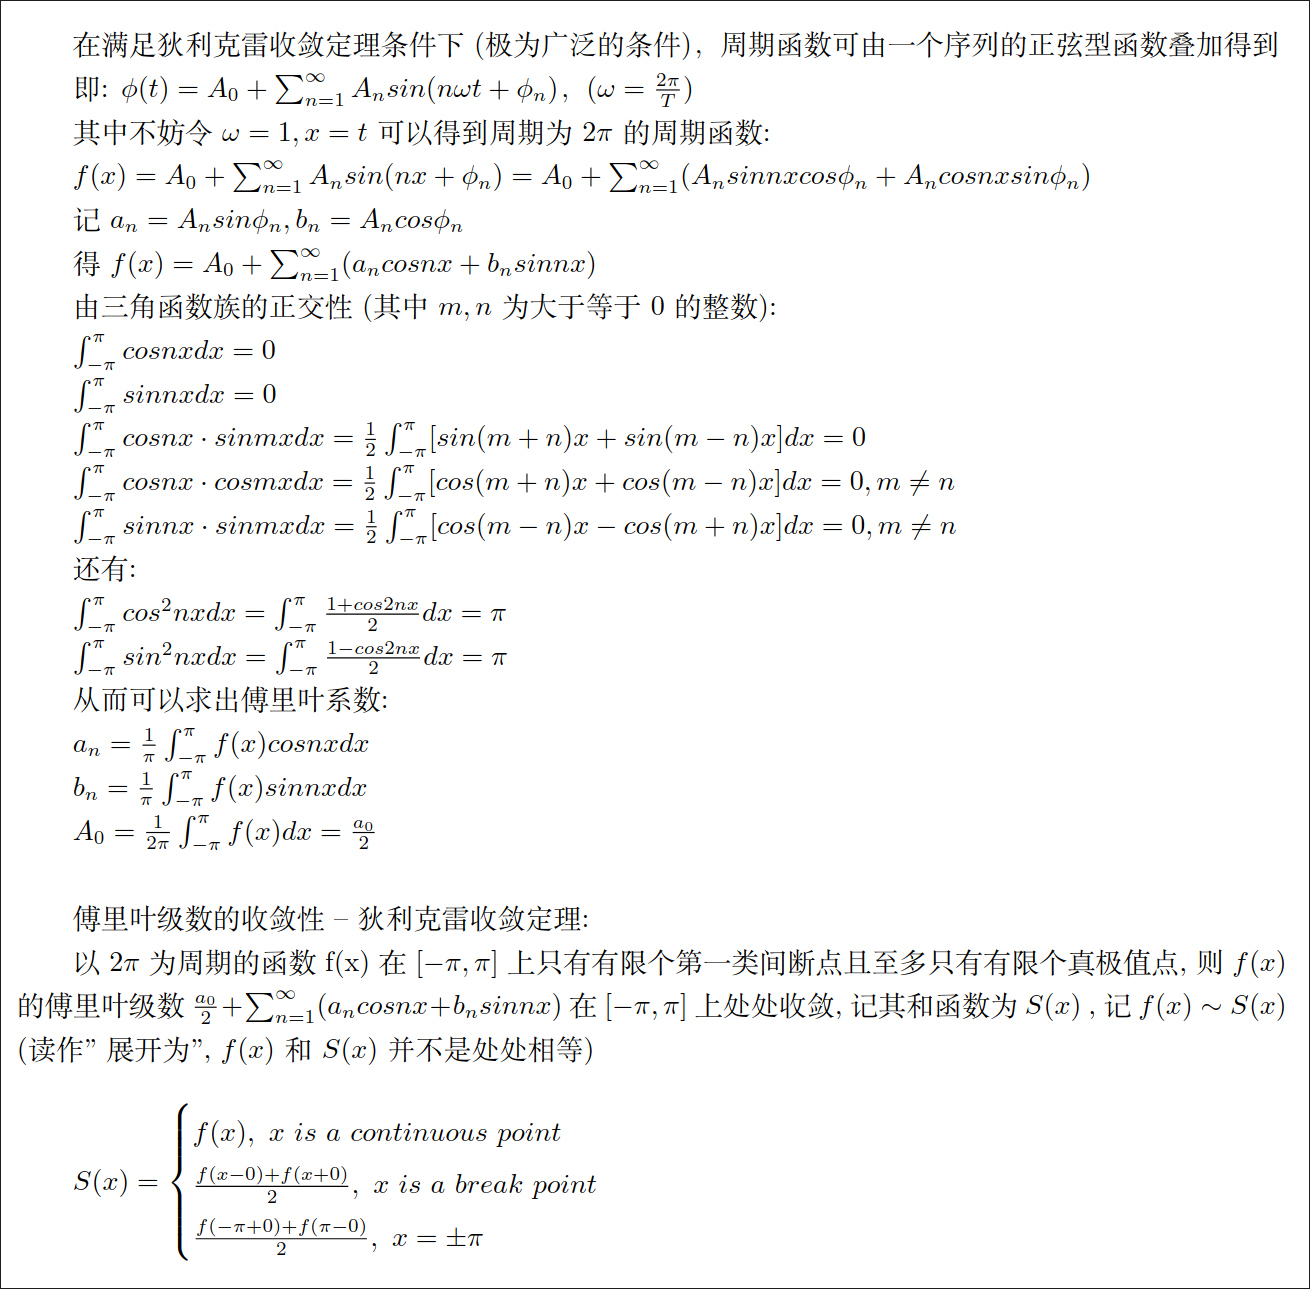 在满足狄利克雷收敛定理条件下 (极为广泛的条件)，周期函数可由一个序列的正弦型函数叠加得到
即: $\phi(t) = A_0 + \sum_{n=1}^{\infty} A_n sin(n\omega t + \phi_n)$，($\omega = \frac{2\pi}{T}$)
其中不妨令 $\omega = 1, x = t$ 可以得到周期为 $2\pi$ 的周期函数:
$f(x) = A_0 + \sum_{n=1}^{\infty} A_n sin(nx + \phi_n) = A_0 + \sum_{n=1}^{\infty} (A_n sinnxcos\phi_n + A_n cosnxsin\phi_n)$
记 $a_n = A_n sin\phi_n, b_n = A_n cos\phi_n$
得 $f(x) = A_0 + \sum_{n=1}^{\infty} (a_n cosnx + b_n sinnx)$
由三角函数族的正交性 (其中 $m, n$ 为大于等于 0 的整数):
$\int_{-\pi}^{\pi} cosnxdx = 0$
$\int_{-\pi}^{\pi} sinnxdx = 0$
$\int_{-\pi}^{\pi} cosnx \cdot sinmxdx = \frac{1}{2} \int_{-\pi}^{\pi} [sin(m + n)x + sin(m - n)x]dx = 0$
$\int_{-\pi}^{\pi} cosnx \cdot cosmxdx = \frac{1}{2} \int_{-\pi}^{\pi} [cos(m + n)x + cos(m - n)x]dx = 0, m \neq n$
$\int_{-\pi}^{\pi} sinnx \cdot sinmxdx = \frac{1}{2} \int_{-\pi}^{\pi} [cos(m - n)x - cos(m + n)x]dx = 0, m \neq n$
还有:
$\int_{-\pi}^{\pi} cos^2 nxdx = \int_{-\pi}^{\pi} \frac{1+cos2nx}{2} dx = \pi$
$\int_{-\pi}^{\pi} sin^2 nxdx = \int_{-\pi}^{\pi} \frac{1-cos2nx}{2} dx = \pi$
从而可以求出傅里叶系数:
$a_n = \frac{1}{\pi} \int_{-\pi}^{\pi} f(x)cosnxdx$
$b_n = \frac{1}{\pi} \int_{-\pi}^{\pi} f(x)sinnxdx$
$A_0 = \frac{1}{2\pi} \int_{-\pi}^{\pi} f(x)dx = \frac{a_0}{2}$
傅里叶级数的收敛性 – 狄利克雷收敛定理:
以 $2\pi$ 为周期的函数 f(x) 在 $[-\pi, \pi]$ 上只有有限个第一类间断点且至多只有有限个真极值点, 则 $f(x)$
的傅里叶级数 $\frac{a_0}{2} + \sum_{n=1}^{\infty} (a_n cosnx + b_n sinnx)$ 在 $[-\pi, \pi]$ 上处处收敛, 记其和函数为 $S(x)$ , 记 $f(x) \sim S(x)$
(读作” 展开为”, $f(x)$ 和 $S(x)$ 并不是处处相等)
$S(x) = \begin{cases} f(x),\ x\ is\ a\ continuous\ point \\ \frac{f(x-0)+f(x+0)}{2},\ x\ is\ a\ break\ point \\ \frac{f(-\pi+0)+f(\pi-0)}{2},\ x = \pm\pi \end{cases}$